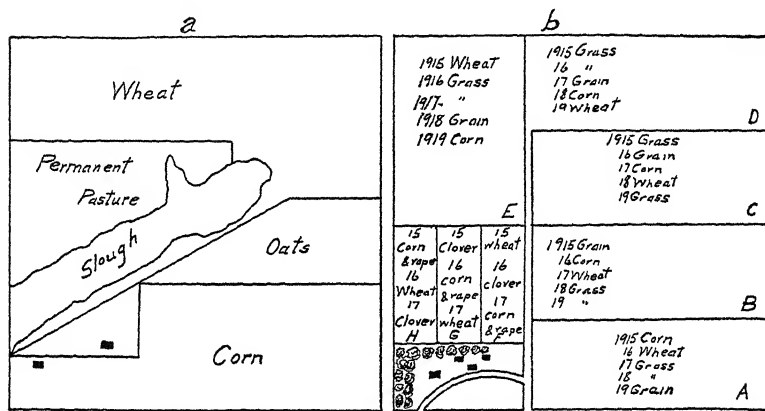 a
Wheat
Permanent
Pasture
Slough
Oats
Corn
b
1915 Wheat
1916 Grass
1917- "
1918 Grain
1919 Corn
E
1915 Grass
16 "
17 Grain
18 Corn
19 Wheat
D
1915 Grass
16 Grain
17 Corn
18 Wheat
19 Grass
C
15
Corn
& rape
16
Wheat
17
Clover
H
15
Clover
16
corn
& rape
17
wheat
G
15
wheat
16
clover
17
corn
& rape
F
1915 Grain
16 Corn
17 Wheat
18 Grass
19 "
B
1915 Corn
16 Wheat
17 Grass
18 "
19 Grain
A